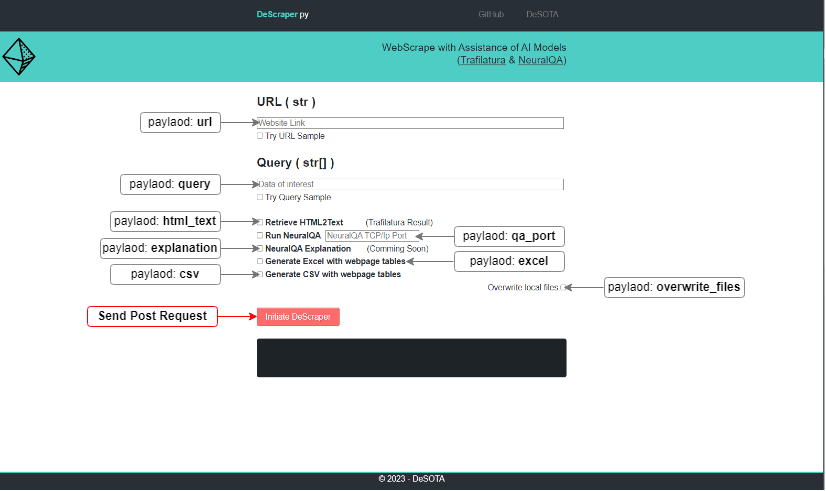 DeScraper py
GitHub
DeSOTA
WebScrape with Assistance of AI Models
(Trafilatura & NeuralQA)
URL ( str )
paylaod: url
Website Link
Try URL Sample
Query ( str[] )
paylaod: query
Data of interest
Try Query Sample
paylaod: html_text
Retrieve HTML2Text (Trafilatura Result)
Run NeuralQA NeuralQA TCP/Ip Port
paylaod: qa_port
paylaod: explanation
NeuralQA Explanation (Comming Soon)
Generate Excel with webpage tables
paylaod: excel
paylaod: csv
Generate CSV with webpage tables
Overwrite local files
paylaod: overwrite_files
Send Post Request
Initiate DeScraper
© 2023 - DeSOTA